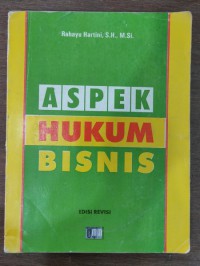 Rahayu Hartini, S.H., M.Si.
ASPEK
HUKUM
BISNIS
EDISI REVISI